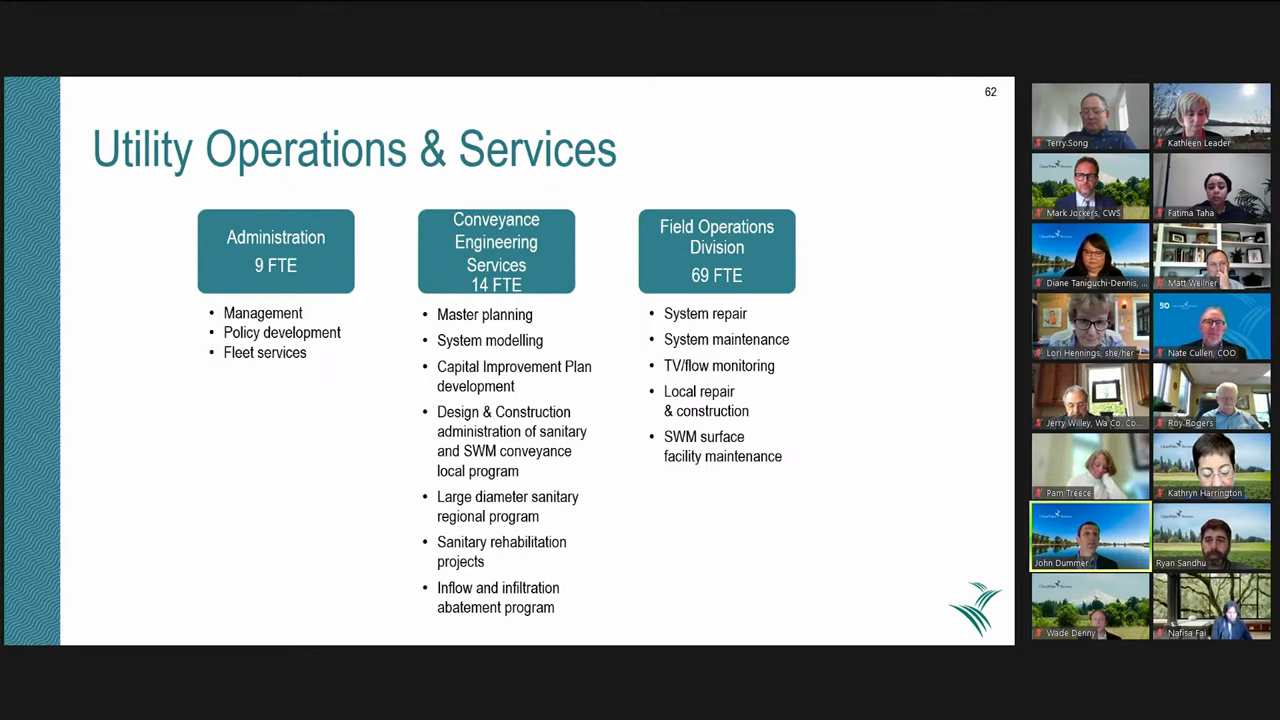 62
Utility Operations & Services
Administration
9 FTE
• Management
• Policy development
• Fleet services
Conveyance
Engineering
Services
14 FTE
• Master planning
• System modelling
• Capital Improvement Plan
development
• Design & Construction
administration of sanitary
and SWM conveyance
local program
• Large diameter sanitary
regional program
• Sanitary rehabilitation
projects
• Inflow and infiltration
abatement program
Field Operations
Division
69 FTE
• System repair
• System maintenance
• TV/flow monitoring
• Local repair
& construction
• SWM surface
facility maintenance
Terry.Song
Kathleen Leader
Mark Jockers, CWS
Fatima Taha
Diane Taniguchi-Dennis, ...
Matt Wellner
Lori Hennings, she/her
Nate Cullen, COO
Jerry Willey, Wa Co. Co...
Roy Rogers
Pam Treece
Kathryn Harrington
John Dummer
Ryan Sandhu
Wade Denny
Nafisa Fai